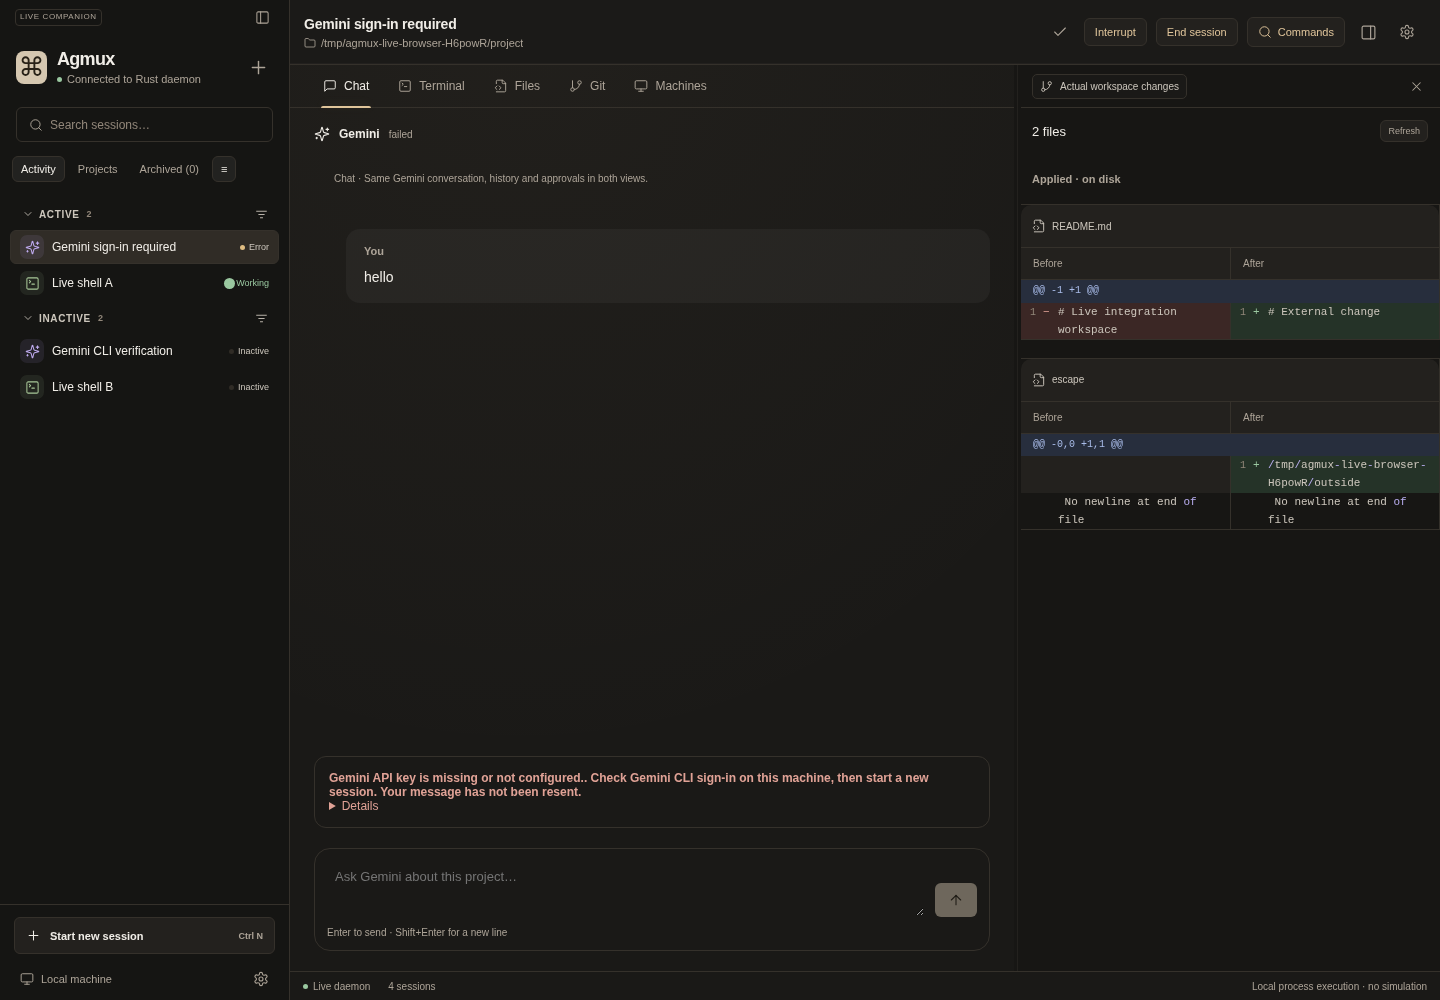 LIVE COMPANION
Agmux
Connected to Rust daemon
Search sessions…
Activity
Projects
Archived (0)
≡
ACTIVE 2
Gemini sign-in required
Error
Live shell A
Working
INACTIVE 2
Gemini CLI verification
Inactive
Live shell B
Inactive
Start new session
Ctrl N
Local machine
Gemini sign-in required
/tmp/agmux-live-browser-H6powR/project
Interrupt
End session
Commands
Chat
Terminal
Files
Git
Machines
Gemini failed
Chat · Same Gemini conversation, history and approvals in both views.
You
hello
Gemini API key is missing or not configured.. Check Gemini CLI sign-in on this machine, then start a new
session. Your message has not been resent.
Details
Ask Gemini about this project…
Enter to send · Shift+Enter for a new line
Actual workspace changes
2 files
Refresh
Applied · on disk
README.md
Before
After
@@ -1 +1 @@
1 − # Live integration
workspace
1 + # External change
escape
Before
After
@@ -0,0 +1,1 @@
1 + /tmp/agmux-live-browser-
H6powR/outside
No newline at end of
file
No newline at end of
file
Live daemon
4 sessions
Local process execution · no simulation